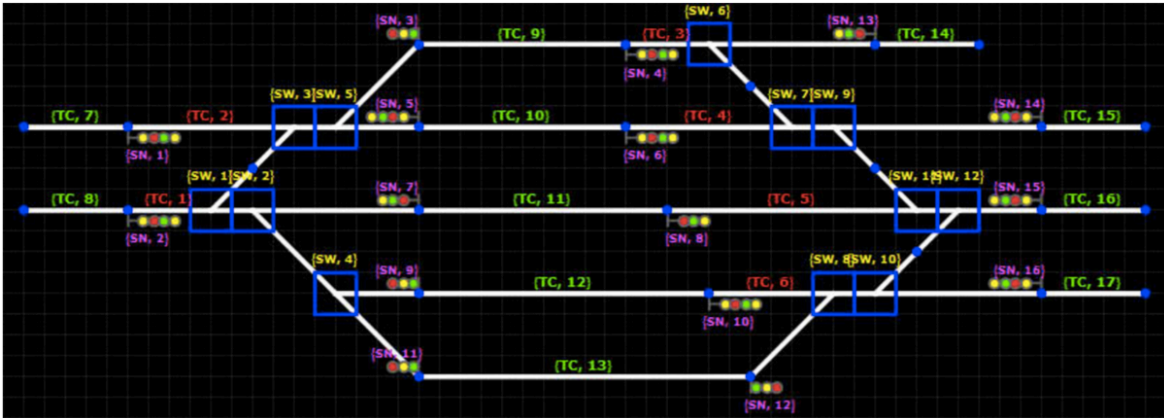 {SW, 6}
{SN, 3}
{SN, 13}
{TC, 9}
{TC, 3}
{TC, 14}
{SN, 4}
{SW, 3}
{SW, 5}
{SW, 7}
{SW, 9}
{SN, 5}
{SN, 14}
{TC, 7}
{TC, 2}
{TC, 10}
{TC, 4}
{TC, 15}
{SN, 1}
{SN, 6}
{SW, 1}
{SW, 2}
{SN, 7}
{SW, 12}
{SN, 15}
{TC, 8}
{TC, 1}
{TC, 11}
{TC, 5}
{TC, 16}
{SN, 2}
{SN, 8}
{SW, 4}
{SW, 8}
{SW, 10}
{SN, 9}
{SN, 16}
{TC, 12}
{TC, 6}
{TC, 17}
{SN, 10}
{SN, 11}
{TC, 13}
{SN, 12}